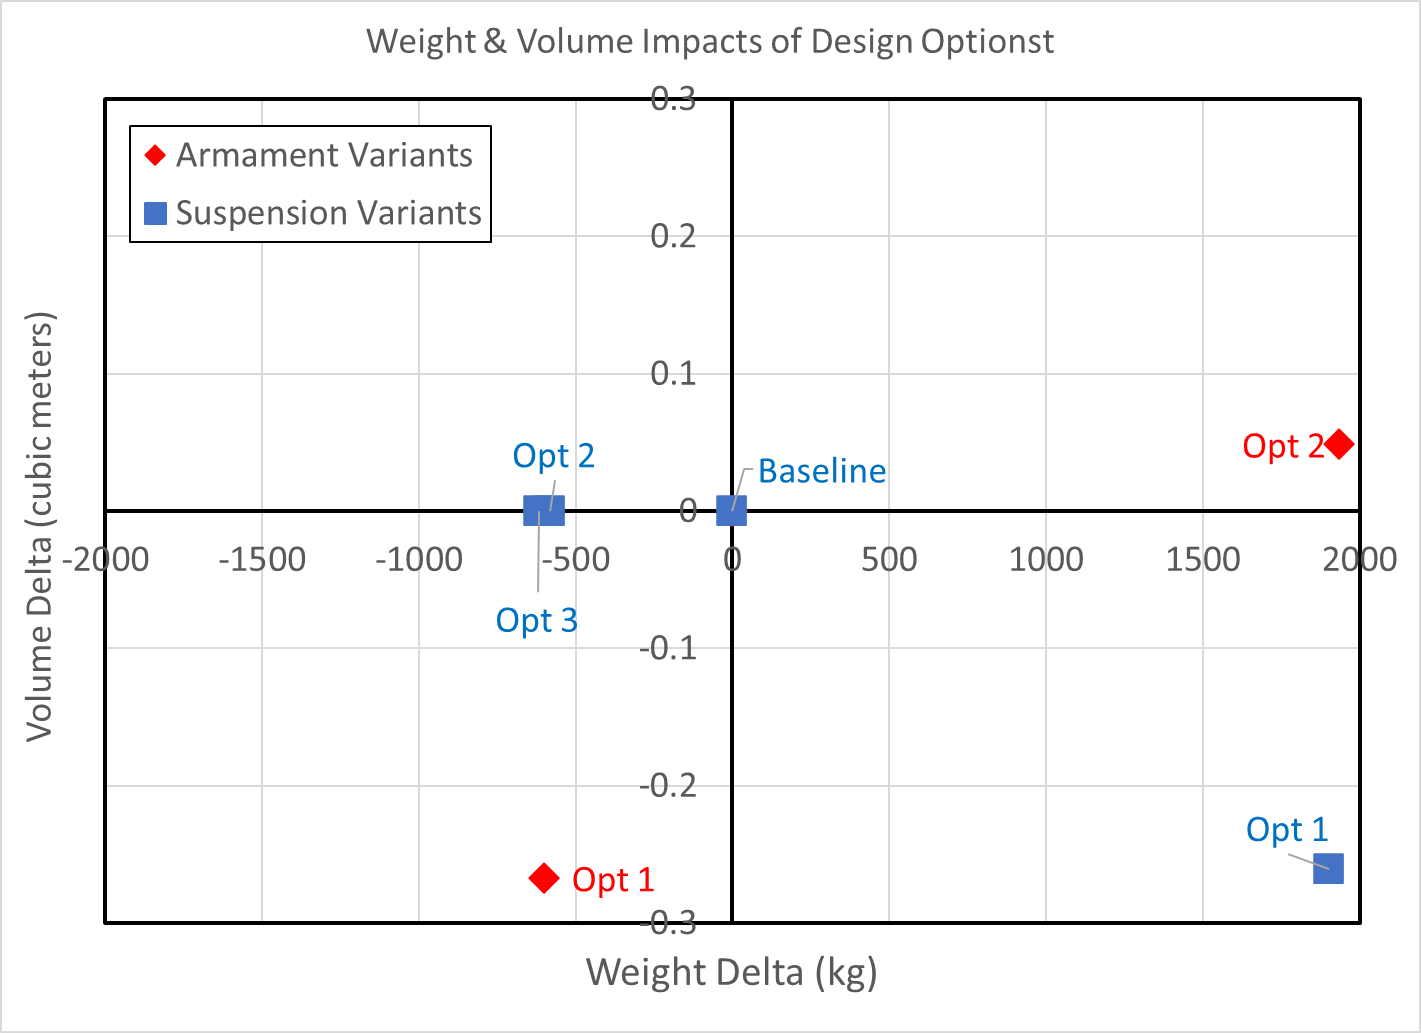 Weight & Volume Impacts of Design Optionst
0.3
Armament Variants
Suspension Variants
0.2
0.1
Opt 2
Opt 2
Baseline
0
-2000 -1500 -1000 -500 0 500 1000 1500 2000
Opt 3
-0.1
-0.2
Opt 1
Opt 1
-0.3
Volume Delta (cubic meters)
Weight Delta (kg)